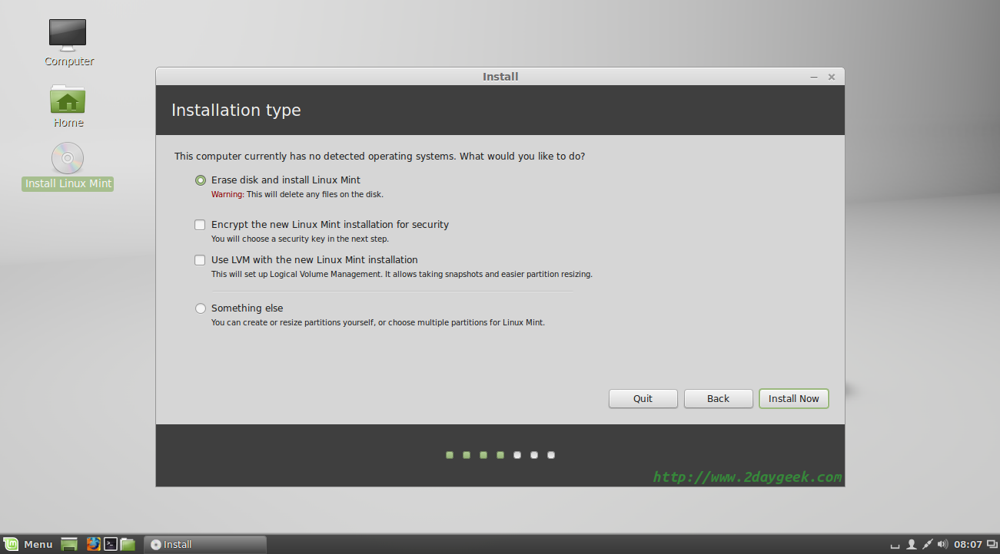 Computer
Home
Install Linux Mint
Install
Installation type
This computer currently has no detected operating systems. What would you like to do?
Erase disk and install Linux Mint
Warning: This will delete any files on the disk.
Encrypt the new Linux Mint installation for security
You will choose a security key in the next step.
Use LVM with the new Linux Mint installation
This will set up Logical Volume Management. It allows taking snapshots and easier partition resizing.
Something else
You can create or resize partitions yourself, or choose multiple partitions for Linux Mint.
Quit Back Install Now
http://www.2daygeek.com
Menu Install 08:07